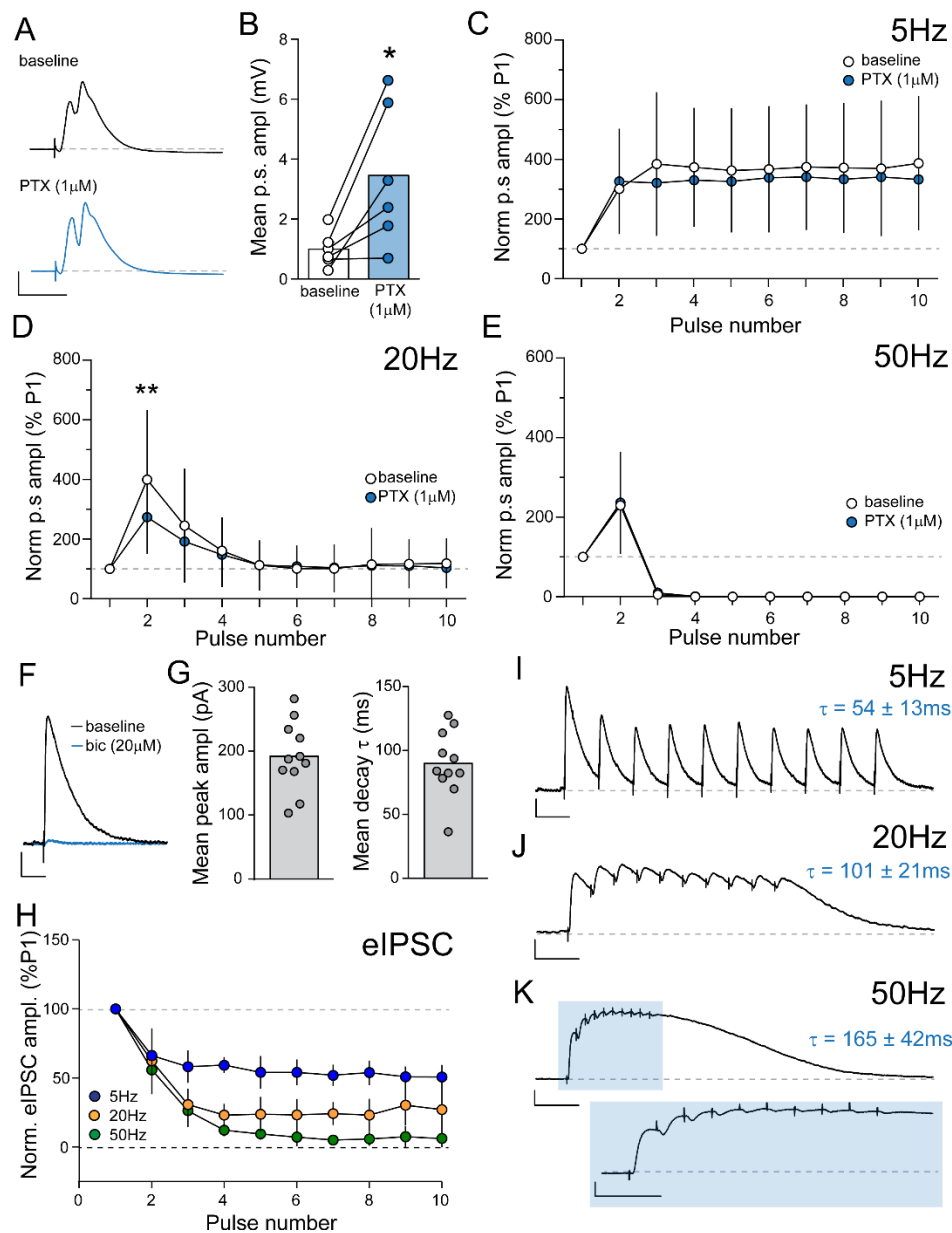 A
baseline
PTX (1μM)
B
Mean p.s. ampl (mV)
8
6
4
2
0
*
baseline
PTX
(1μM)
C
5Hz
Norm p.s ampl (% P1)
800
600
400
200
0
baseline
PTX (1μM)
2
4
6
8
10
Pulse number
D
20Hz
Norm p.s ampl (% P1)
800
600
400
200
0
**
baseline
PTX (1μM)
2
4
6
8
10
Pulse number
E
50Hz
Norm p.s ampl (% P1)
600
400
200
0
baseline
PTX (1μM)
2
4
6
8
10
Pulse number
F
baseline
bic (20μM)
G
Mean peak ampl (pA)
300
200
100
0
Mean decay τ (ms)
150
100
50
0
H
eIPSC
Norm. eIPSC ampl. (%P1)
150
100
50
0
5Hz
20Hz
50Hz
0
2
4
6
8
10
Pulse number
I
5Hz
τ = 54 ± 13ms
J
20Hz
τ = 101 ± 21ms
K
50Hz
τ = 165 ± 42ms